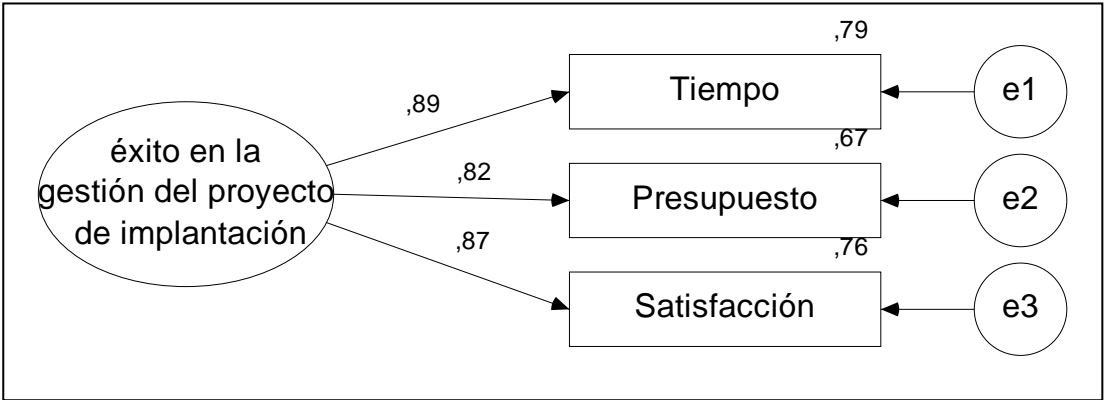 ,79
Tiempo
e1
,89
éxito en la
gestión del proyecto
de implantación
,67
,82
Presupuesto
e2
,76
,87
Satisfacción
e3